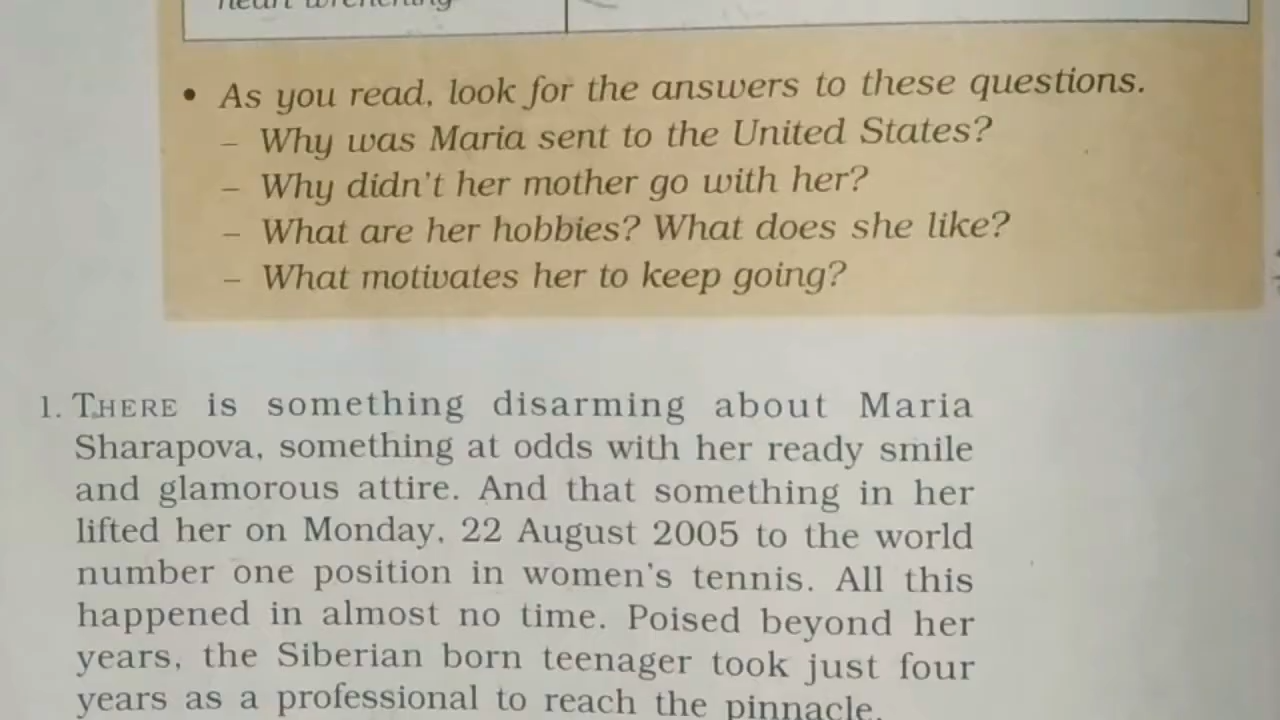 heart wrenching
• As you read, look for the answers to these questions.
– Why was Maria sent to the United States?
– Why didn't her mother go with her?
– What are her hobbies? What does she like?
– What motivates her to keep going?
1. THERE is something disarming about Maria
Sharapova, something at odds with her ready smile
and glamorous attire. And that something in her
lifted her on Monday, 22 August 2005 to the world
number one position in women's tennis. All this
happened in almost no time. Poised beyond her
years, the Siberian born teenager took just four
years as a professional to reach the pinnacle.